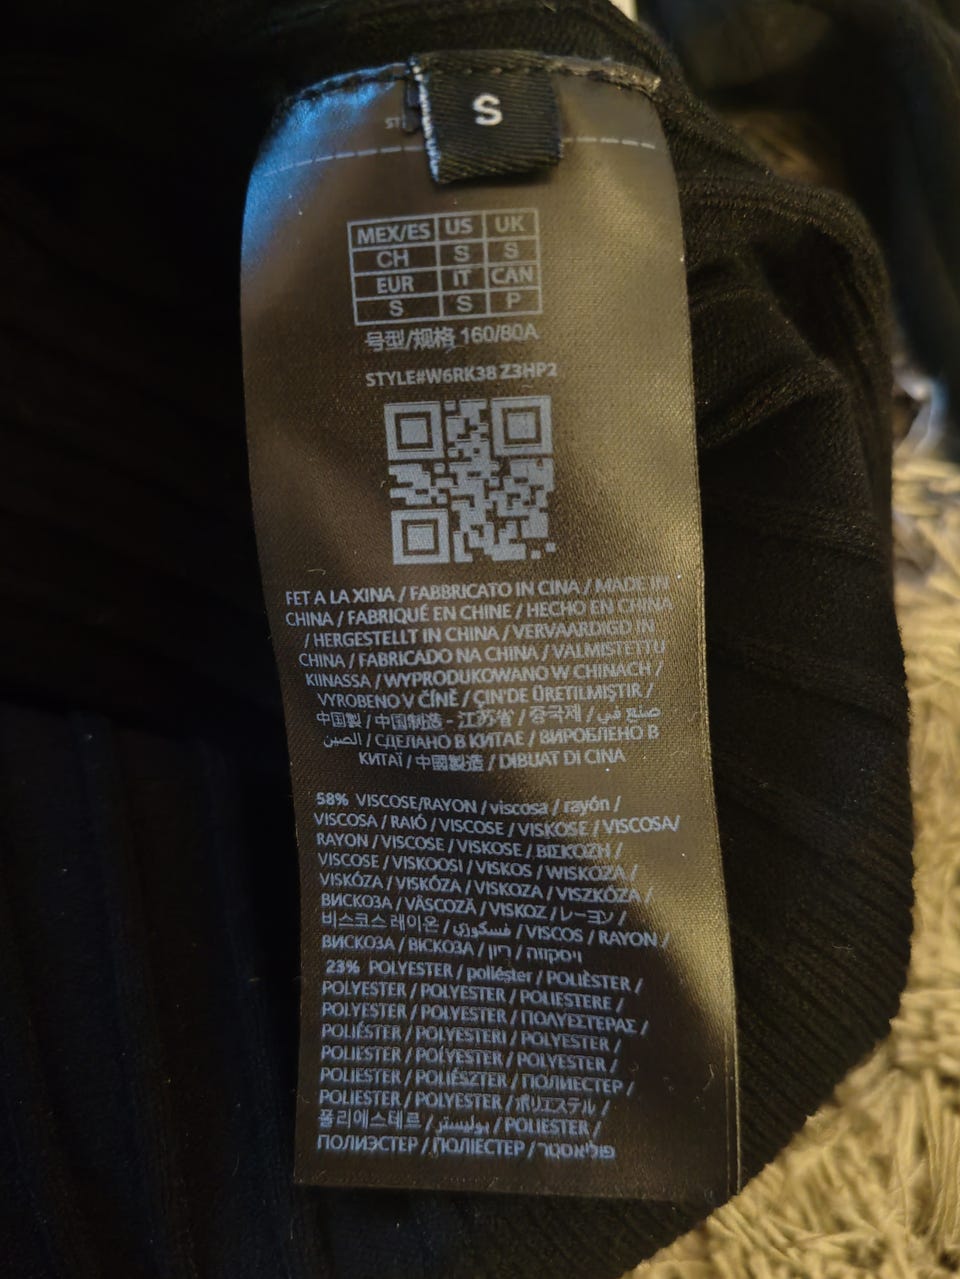 S
MEX/ES US UK
CH S S
EUR IT CAN
S S P
号型/规格 160/80A
STYLE#W6RK38 Z3HP2
FET A LA XINA / FABBRICATO IN CINA / MADE IN
CHINA / FABRIQUÉ EN CHINE / HECHO EN CHINA
/ HERGESTELLT IN CHINA / VERVAARDIGD IN
CHINA / FABRICADO NA CHINA / VALMISTETTU
KIINASSA / WYPRODUKOWANO W CHINACH /
VYROBENO V ČÍNĚ / ÇIN'DE ÜRETILMIŞTIR /
中国製 / 中国制造 - 江苏省 / 중국제 / صنع في
الصين / СДЕЛАНО В КИТАЕ / ВИРОБЛЕНО В
КИТАЇ / 中國製造 / DIBUAT DI CINA
58% VISCOSE/RAYON / viscosa / rayón /
VISCOSA / RAIÓ / VISCOSE / VISKOSE / VISCOSA/
RAYON / VISCOSE / VISKOSE / ΒΙΣΚΟΖΗ /
VISCOSE / VISKOOSI / VISKOS / WISKOZA /
VISKÓZA / VISKÓZA / VISKOZA / VISZKÓZA /
ВИСКОЗА / VÂSCOZĂ / VISKOZ / レーヨン /
비스코스 레이온 / فسكوزي / VISCOS / RAYON /
ВИСКОЗА / ВІСКОЗА / ויסקוזה / ריון
23% POLYESTER / poliéster / POLIÈSTER /
POLYESTER / POLYESTER / POLIESTERE /
POLYESTER / POLYESTER / ΠΟΛΥΕΣΤΕΡΑΣ /
POLIÉSTER / POLYESTERI / POLYESTER /
POLIESTER / POLYESTER / POLYESTER /
POLIESTER / POLIÉSZTER / ПОЛИЕСТЕР /
POLIESTER / POLYESTER / ポリエステル /
폴리에스테르 / بوليستر / POLIESTER /
ПОЛИЭСТЕР / ПОЛІЕСТЕР / פוליאסטר